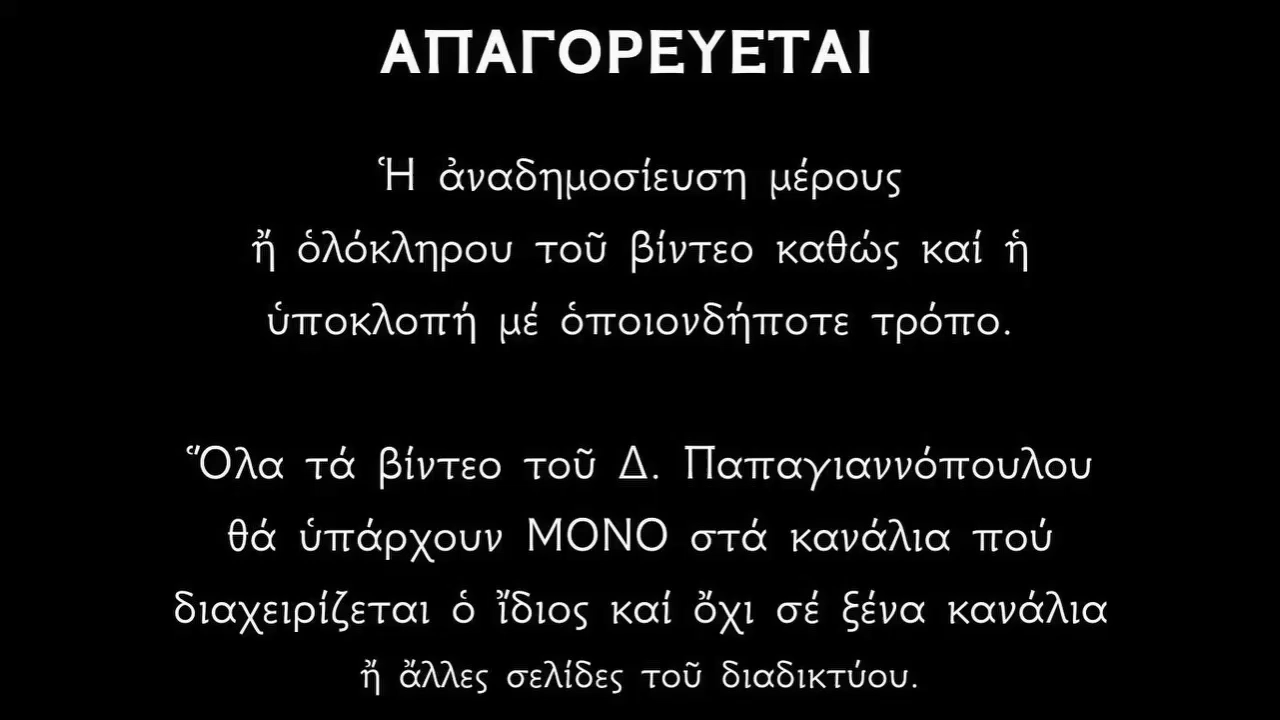 ΑΠΑΓΟΡΕΥΕΤΑΙ
Ἡ ἀναδημοσίευση μέρους
ἤ ὁλόκληρου τοῦ βίντεο καθώς καί ἡ
ὑποκλοπή μέ ὁποιονδήποτε τρόπο.
Ὅλα τά βίντεο τοῦ Δ. Παπαγιαννόπουλου
θά ὑπάρχουν ΜΟΝΟ στά κανάλια πού
διαχειρίζεται ὁ ἴδιος καί ὄχι σέ ξένα κανάλια
ἤ ἄλλες σελίδες τοῦ διαδικτύου.